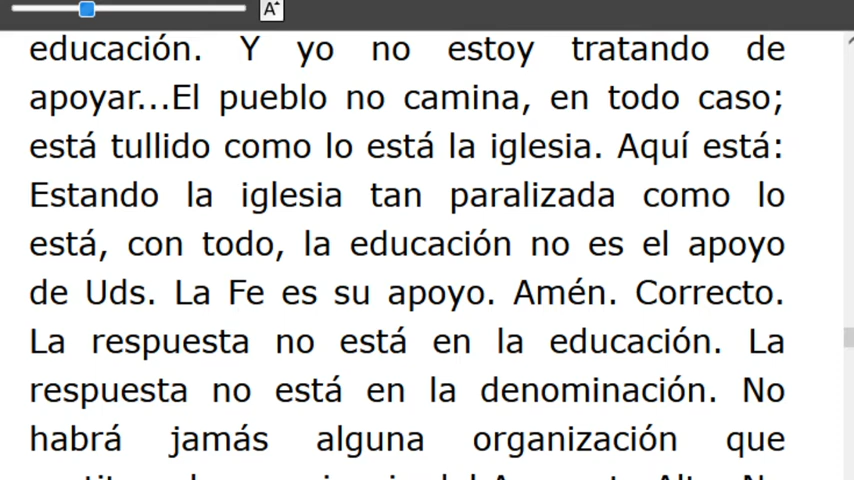 A
educación. Y yo no estoy tratando de
apoyar...El pueblo no camina, en todo caso;
está tullido como lo está la iglesia. Aquí está:
Estando la iglesia tan paralizada como lo
está, con todo, la educación no es el apoyo
de Uds. La Fe es su apoyo. Amén. Correcto.
La respuesta no está en la educación. La
respuesta no está en la denominación. No
habrá jamás alguna organización que